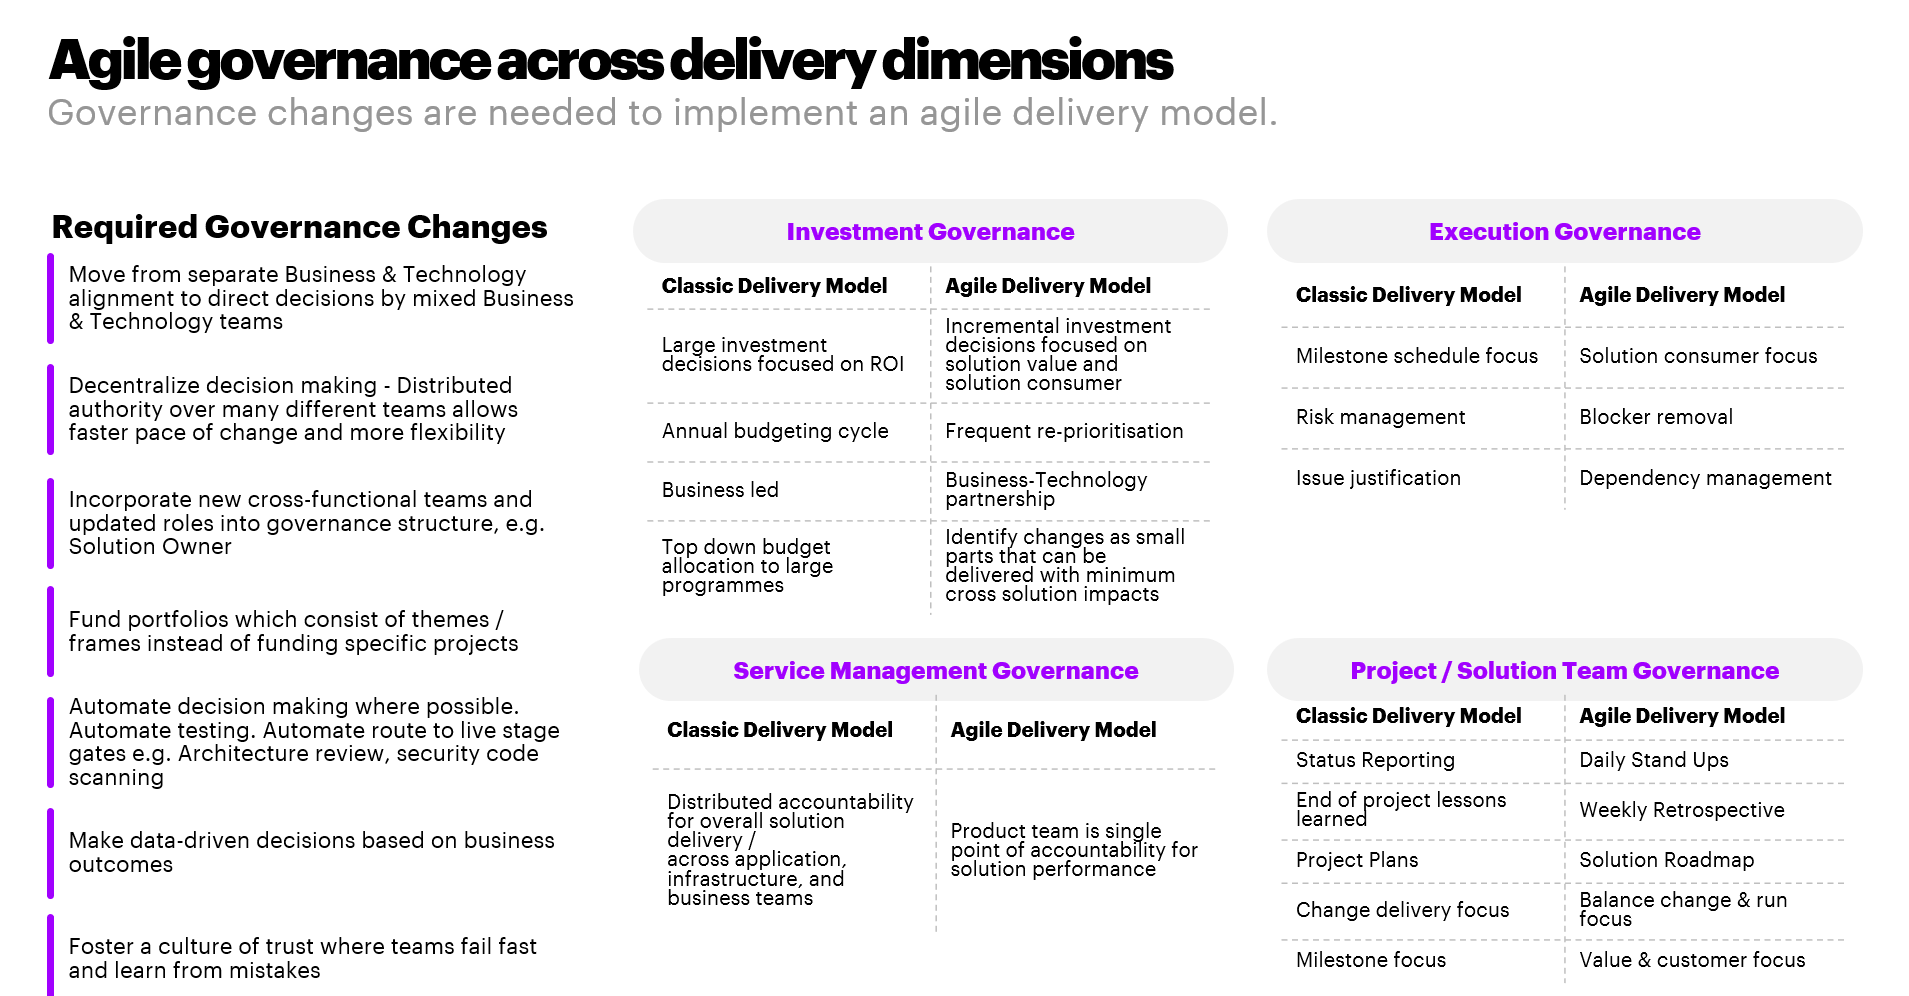 Agile governance across delivery dimensions
Governance changes are needed to implement an agile delivery model.
Required Governance Changes
Move from separate Business & Technology
alignment to direct decisions by mixed Business
& Technology teams
Decentralize decision making - Distributed
authority over many different teams allows
faster pace of change and more flexibility
Incorporate new cross-functional teams and
updated roles into governance structure, e.g.
Solution Owner
Fund portfolios which consist of themes /
frames instead of funding specific projects
Automate decision making where possible.
Automate testing. Automate route to live stage
gates e.g. Architecture review, security code
scanning
Make data-driven decisions based on business
outcomes
Foster a culture of trust where teams fail fast
and learn from mistakes
Investment Governance
Classic Delivery Model
Agile Delivery Model
Large investment
decisions focused on ROI
Incremental investment
decisions focused on
solution value and
solution consumer
Annual budgeting cycle
Frequent re-prioritisation
Business led
Business-Technology
partnership
Top down budget
allocation to large
programmes
Identify changes as small
parts that can be
delivered with minimum
cross solution impacts
Execution Governance
Classic Delivery Model
Agile Delivery Model
Milestone schedule focus
Solution consumer focus
Risk management
Blocker removal
Issue justification
Dependency management
Service Management Governance
Classic Delivery Model
Agile Delivery Model
Distributed accountability
for overall solution
delivery /
across application,
infrastructure, and
business teams
Product team is single
point of accountability for
solution performance
Project / Solution Team Governance
Classic Delivery Model
Agile Delivery Model
Status Reporting
Daily Stand Ups
End of project lessons
learned
Weekly Retrospective
Project Plans
Solution Roadmap
Change delivery focus
Balance change & run
focus
Milestone focus
Value & customer focus